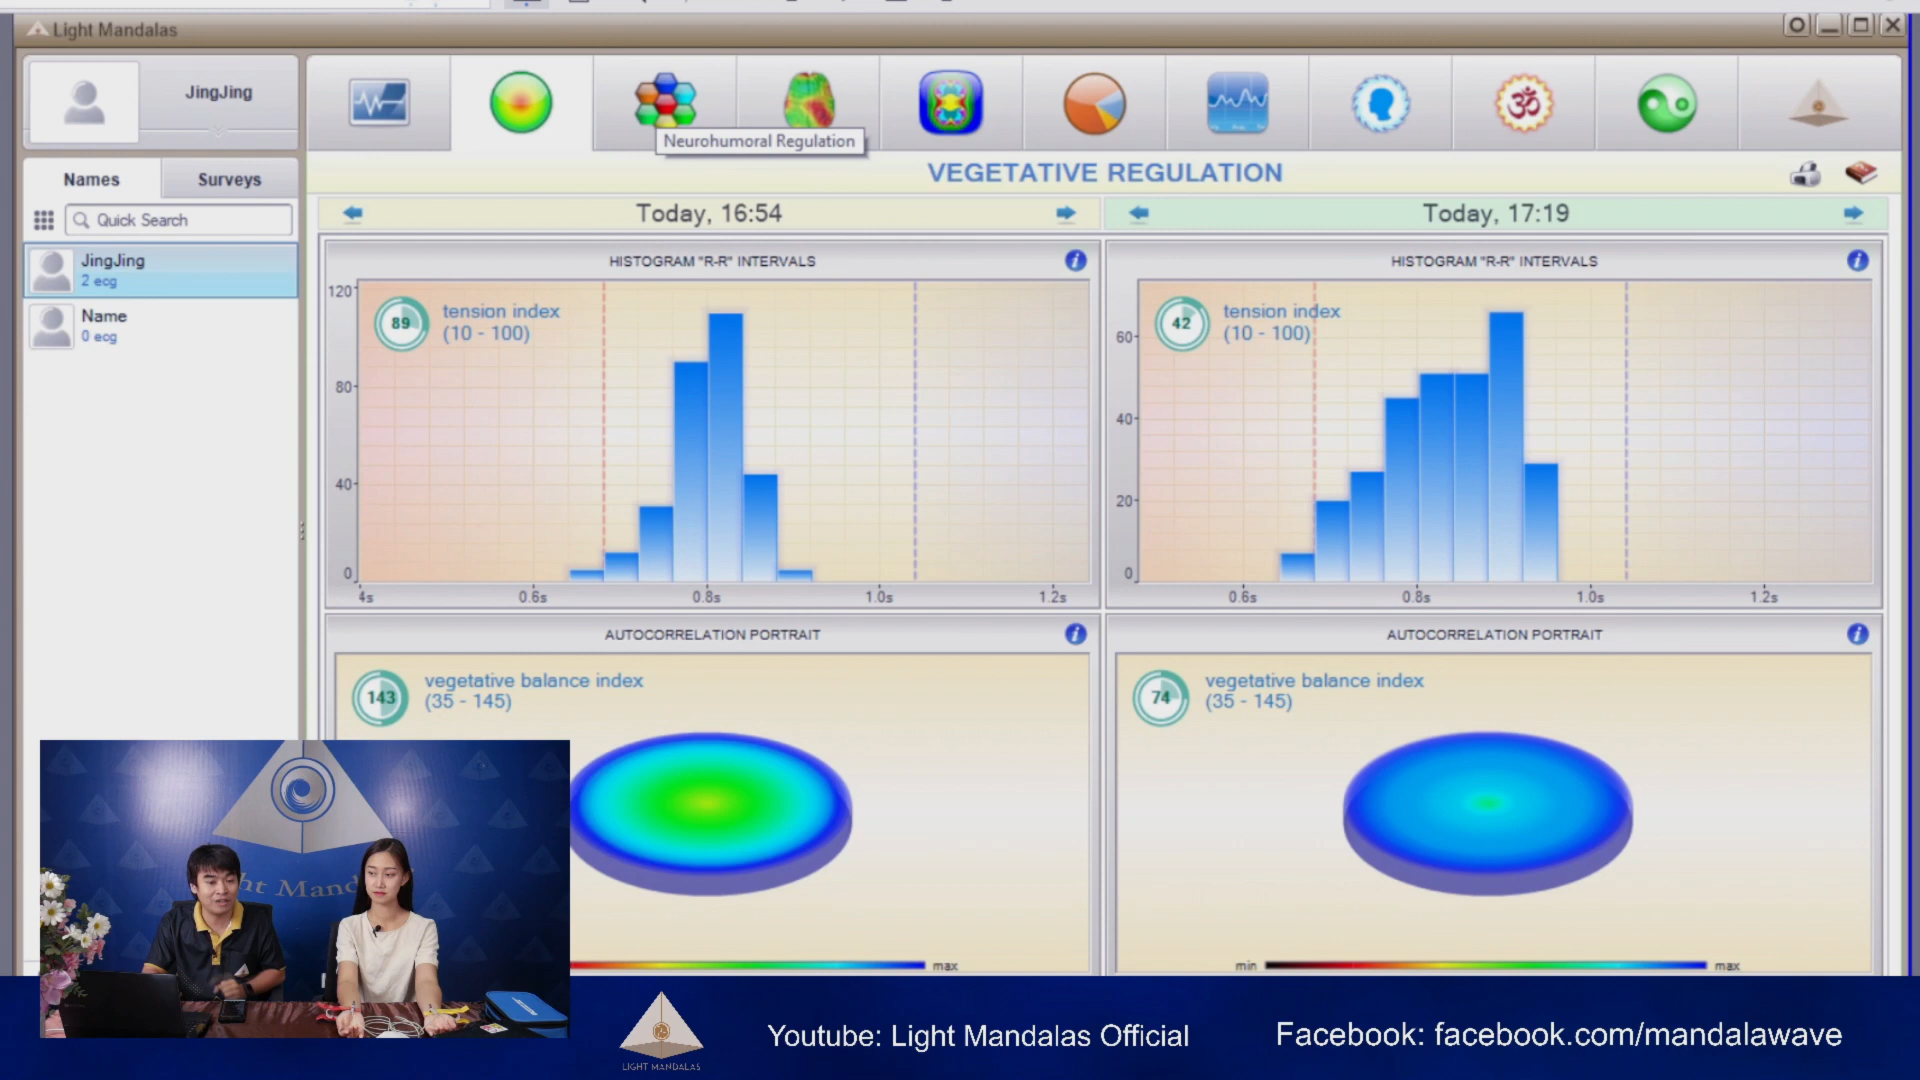 Light Mandalas
JingJing
Neurohumoral Regulation
VEGETATIVE REGULATION
Names
Surveys
Quick Search
JingJing
2 ecg
Name
0 ecg
Today, 16:54
Today, 17:19
HISTOGRAM "R-R" INTERVALS
89
tension index
(10 - 100)
120
80
40
0
4s
0.6s
0.8s
1.0s
1.2s
HISTOGRAM "R-R" INTERVALS
42
tension index
(10 - 100)
60
40
20
0
0.6s
0.8s
1.0s
1.2s
AUTOCORRELATION PORTRAIT
143
vegetative balance index
(35 - 145)
max
AUTOCORRELATION PORTRAIT
74
vegetative balance index
(35 - 145)
min
max
LIGHT MANDALAS
Youtube: Light Mandalas Official
Facebook: facebook.com/mandalawave